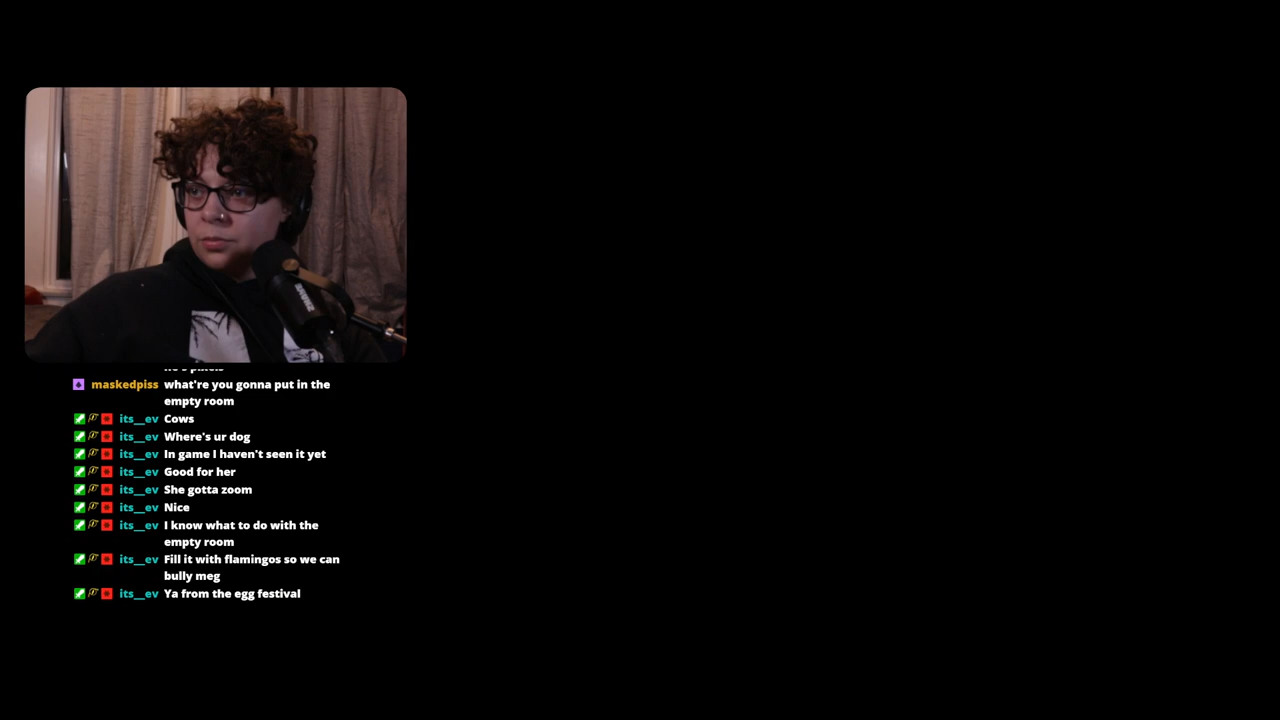 he's pixels
maskedpiss what're you gonna put in the
empty room
its__ev Cows
its__ev Where's ur dog
its__ev In game I haven't seen it yet
its__ev Good for her
its__ev She gotta zoom
its__ev Nice
its__ev I know what to do with the
empty room
its__ev Fill it with flamingos so we can
bully meg
its__ev Ya from the egg festival